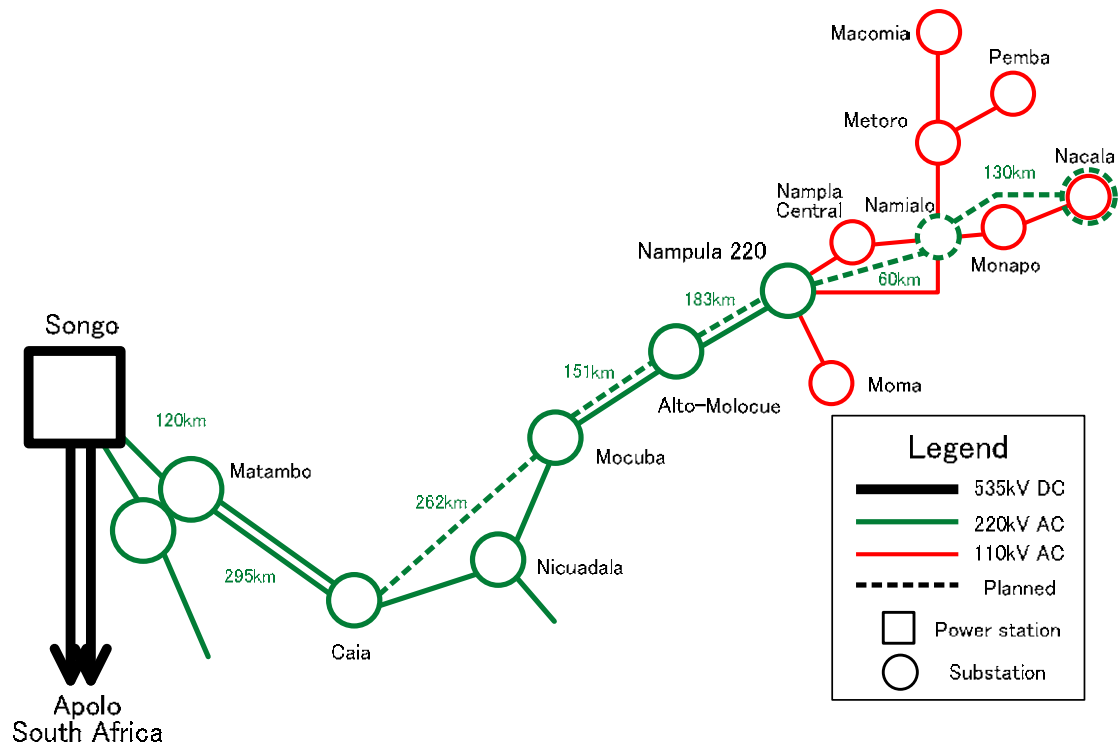 Macomia
Pemba
Metoro
Nacala
130km
Nampla
Central
Namialo
Monapo
Nampula 220
60km
183km
Songo
151km
Moma
Alto-Molocue
120km
Matambo
Mocuba
262km
295km
Nicuadala
Caia
Apolo
South Africa
Legend
535kV DC
220kV AC
110kV AC
Planned
Power station
Substation